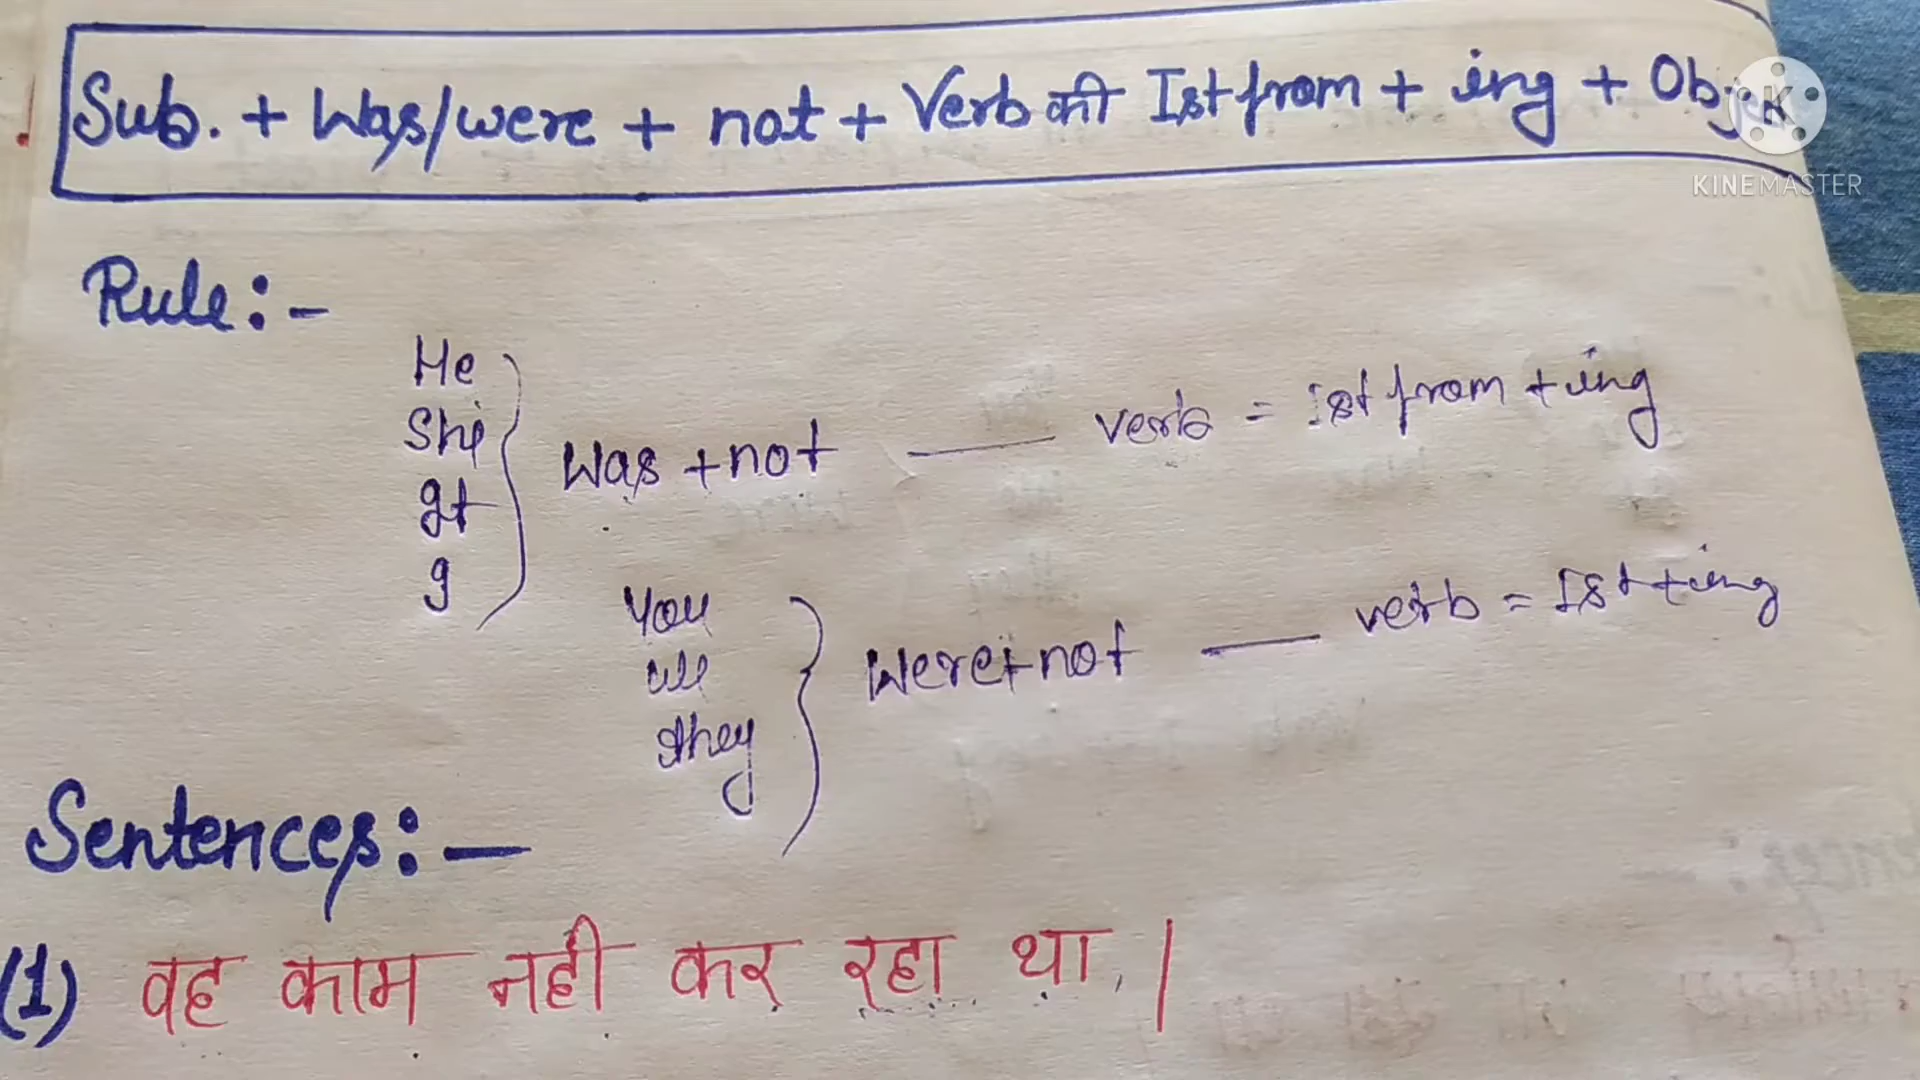 Sub. + Was/were + not + Verb की Ist from + ing + Obj
KINEMASTER
Rule:-
He
She
It
I
Was + not — verb = Ist from + ing
You
we
they
Were + not — verb = Ist + ing
Sentences:-
(1) वह काम नही कर रहा था।